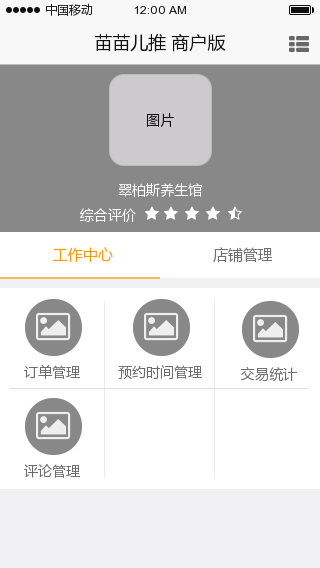 中国移动 12:00 AM
苗苗儿推 商户版
图片
翠柏斯养生馆
综合评价
工作中心 店铺管理
订单管理 预约时间管理 交易统计
评论管理